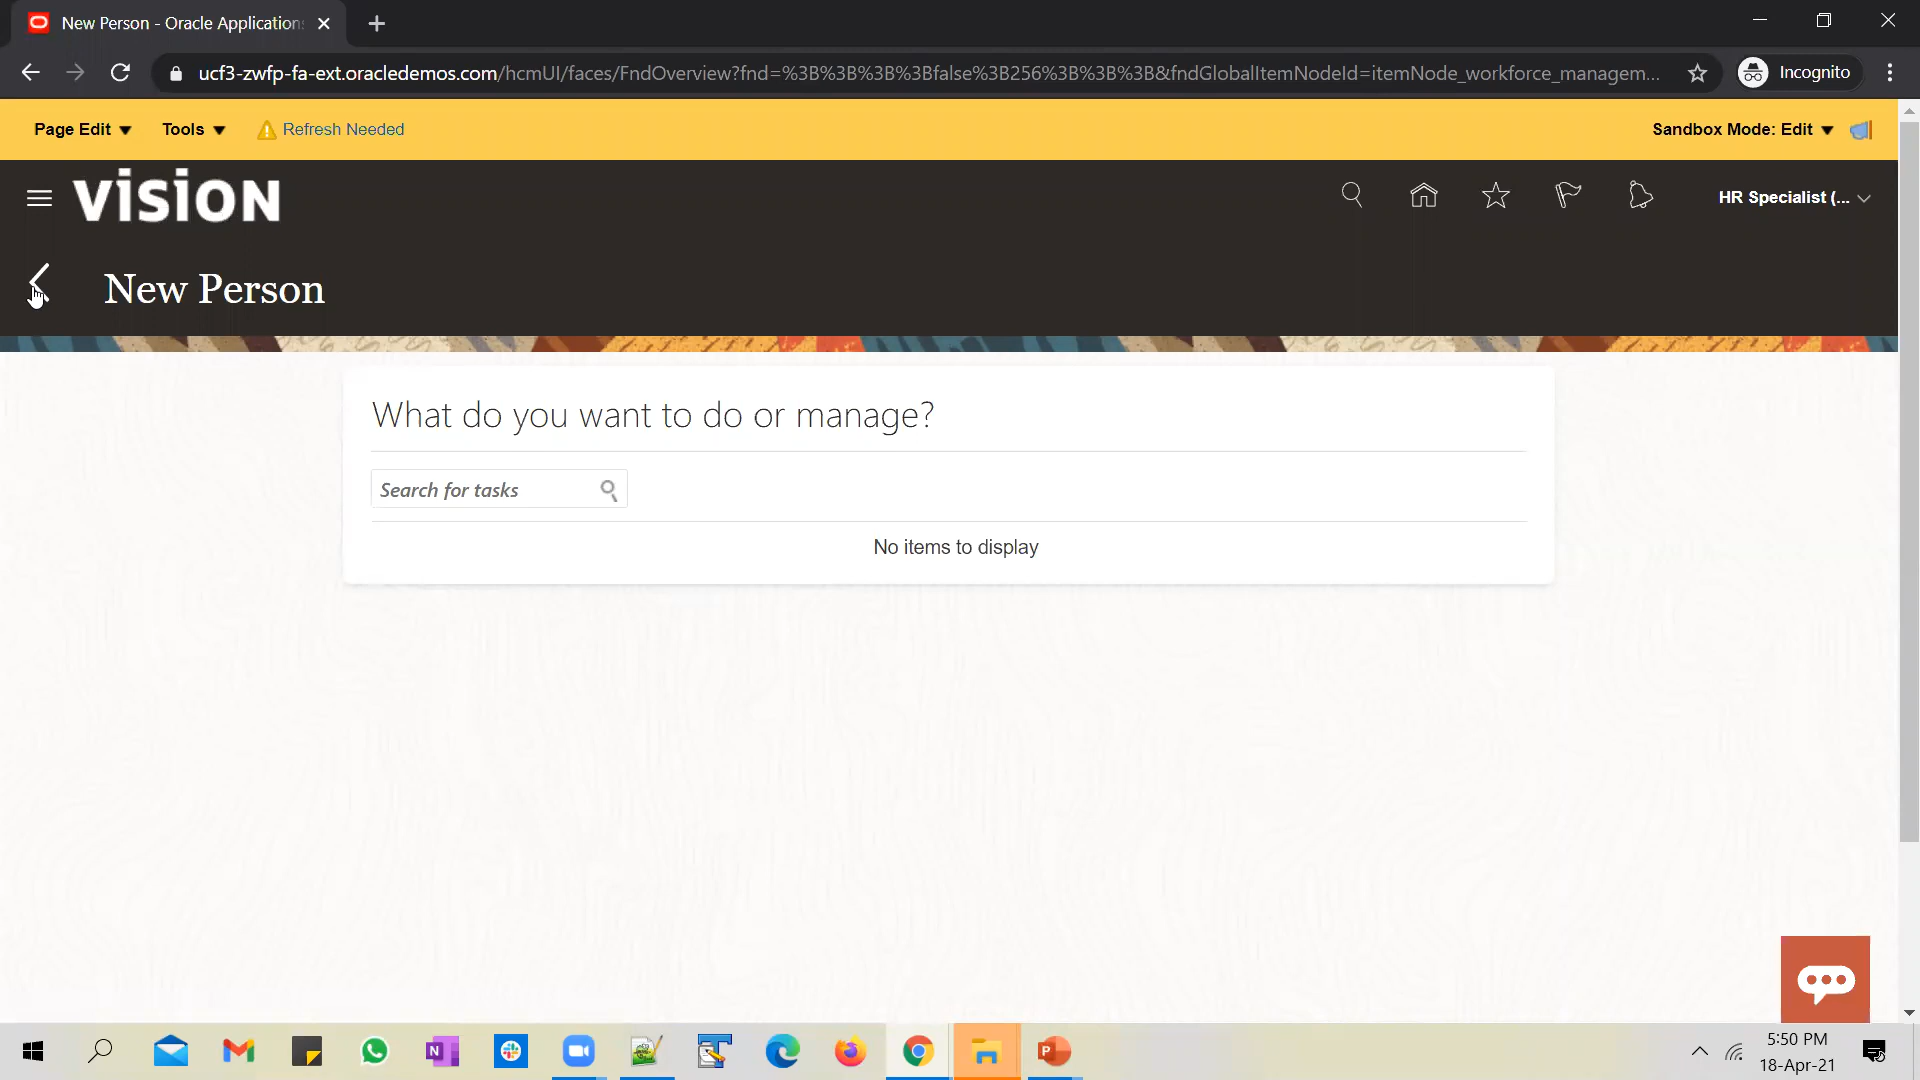 New Person - Oracle Application
ucf3-zwfp-fa-ext.oracledemos.com/hcmUI/faces/FndOverview?fnd=%3B%3B%3B%3Bfalse%3B256%3B%3B%3B&fndGlobalItemNodeId=itemNode_workforce_managem...
Incognito
Page Edit
Tools
Refresh Needed
Sandbox Mode: Edit
VISION
HR Specialist (...
New Person
What do you want to do or manage?
Search for tasks
No items to display
5:50 PM
18-Apr-21